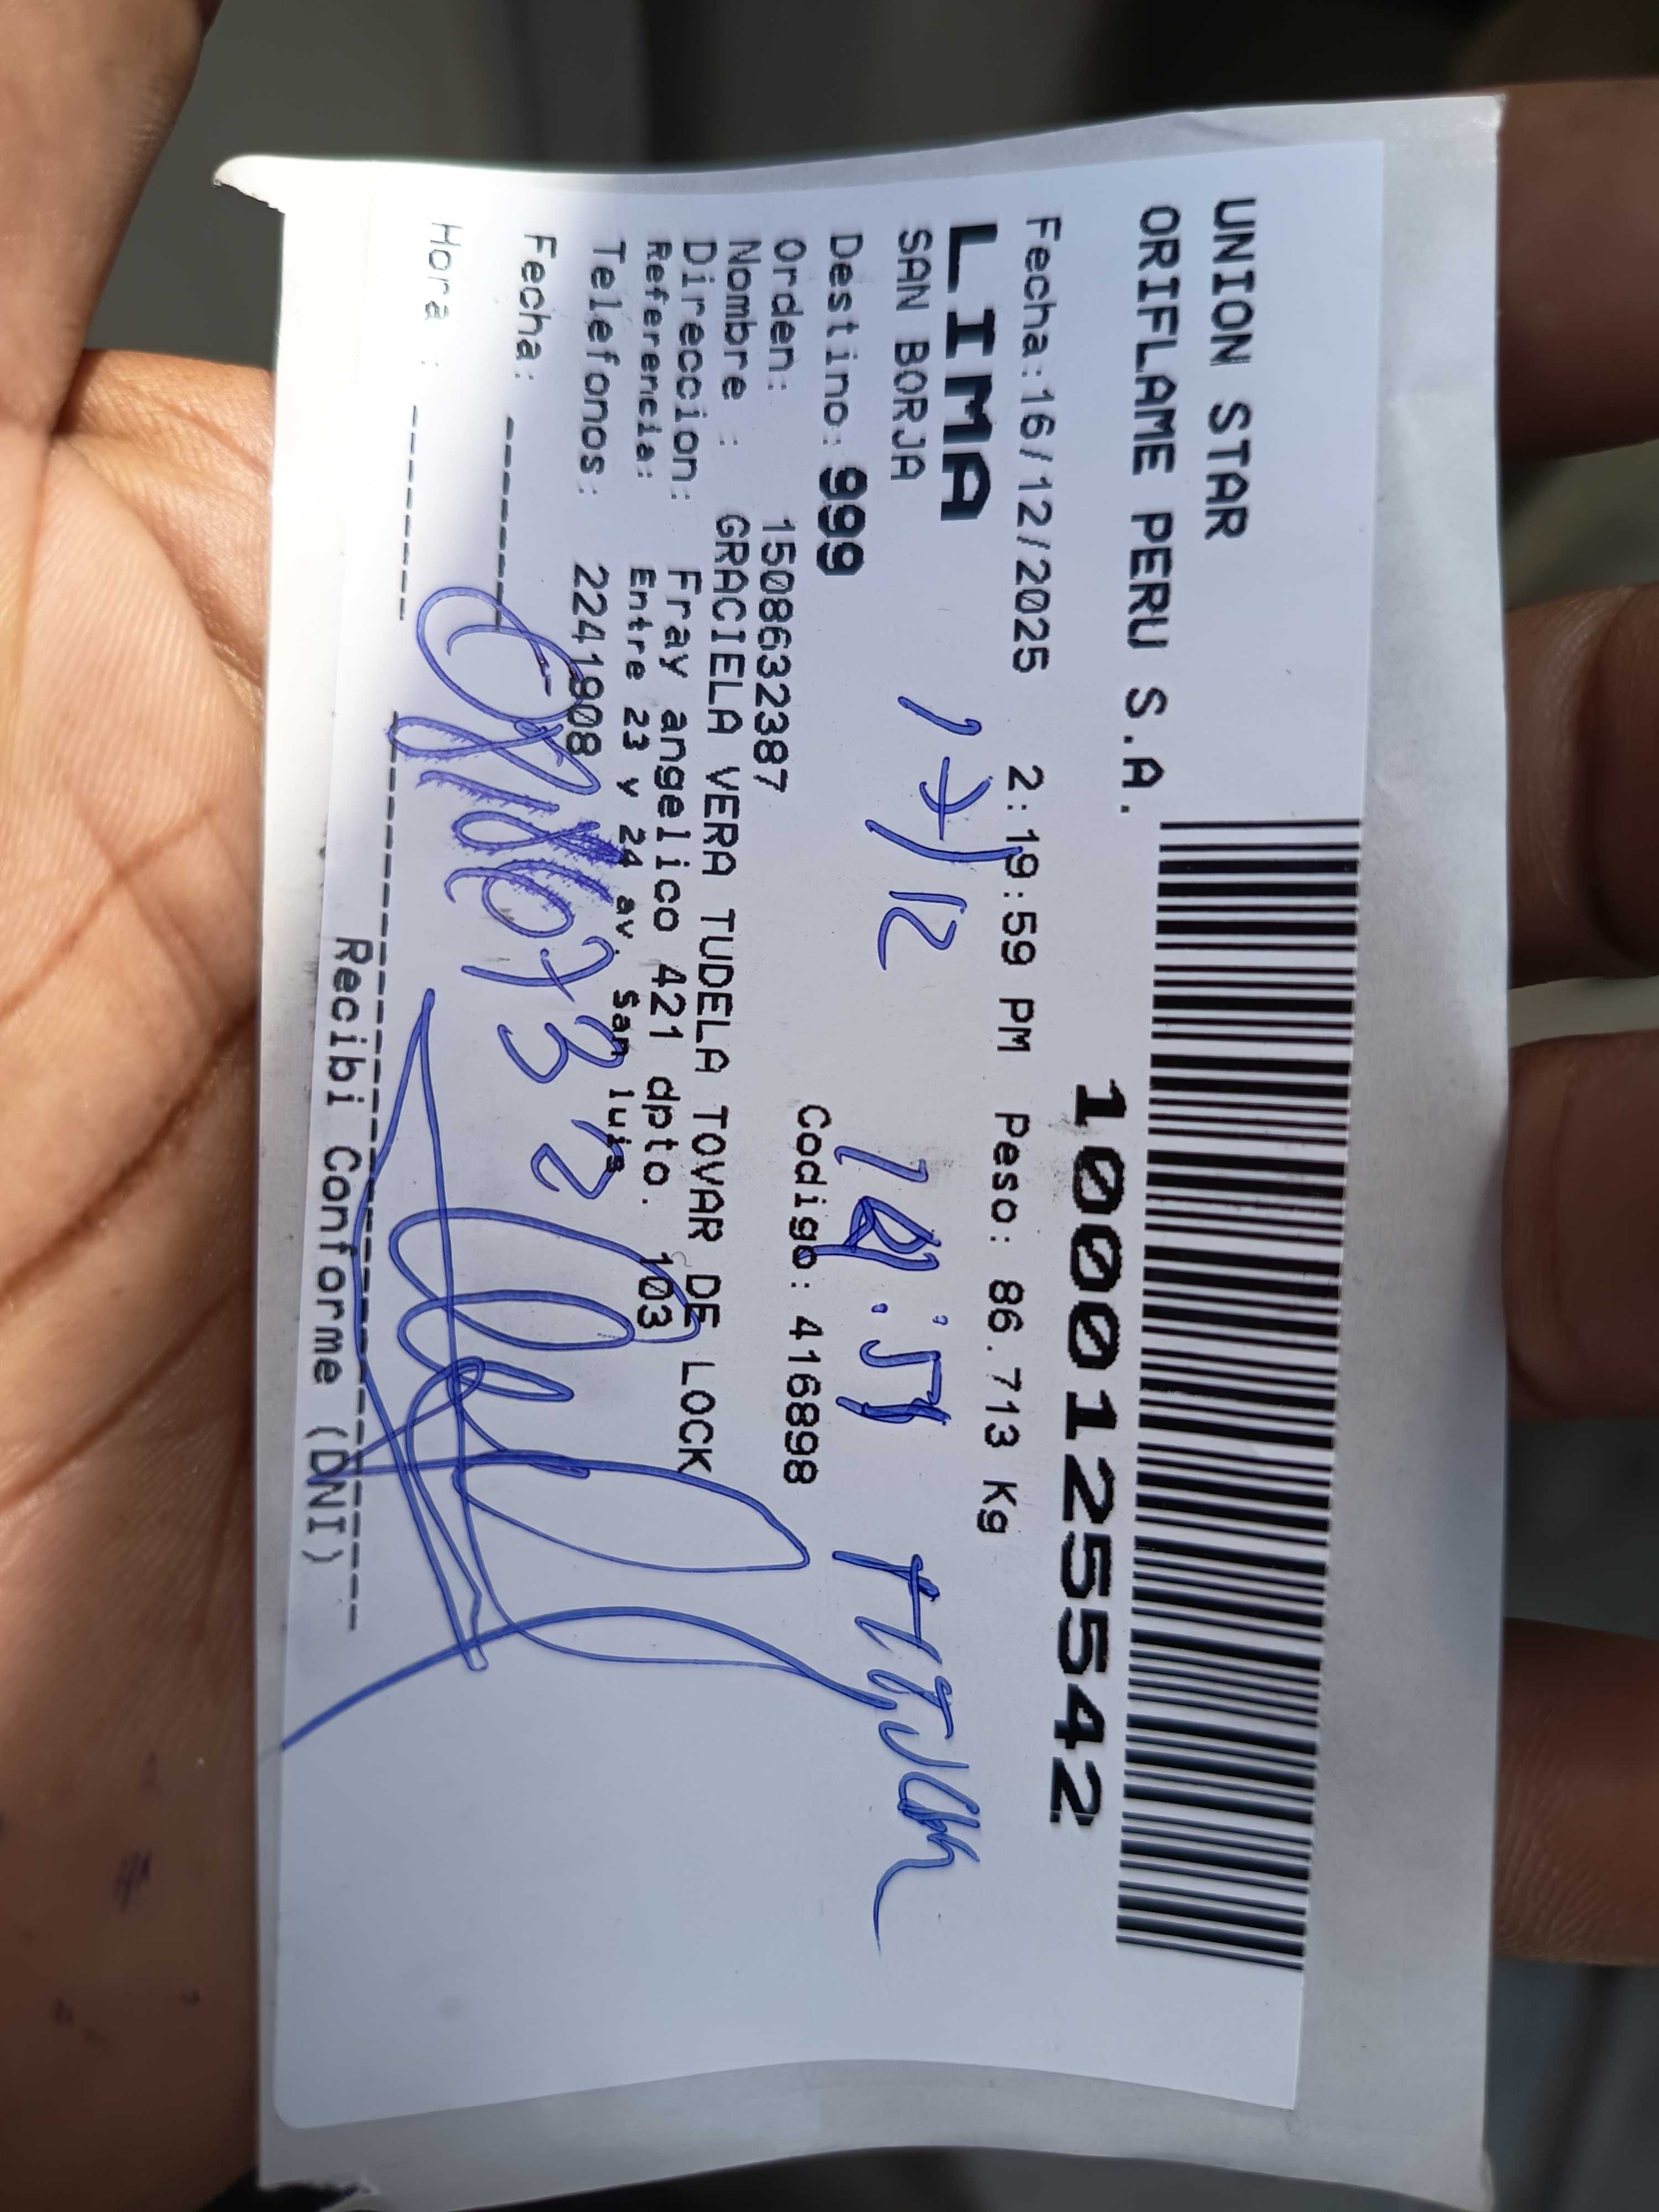 UNION STAR
ORIFLAME PERU S.A.
100012 5542
Fecha:16/12/2025 2:19:59 PM Peso: 86.713 Kg
LIMA
SAN BORJA
17/12
Destino: 999
Codigo: 416898
Orden: 1508632387
Nombre : GRACIELA VERA TUDELA TOVAR DE LOCK
Direccion: Fray angelico 421 dpto. 103
Referencia: Entre 23 y 24 av. San luis
Telefonos: 2241908
Fecha: ---------
Hora : ---------
Recibi Conforme (DNI)